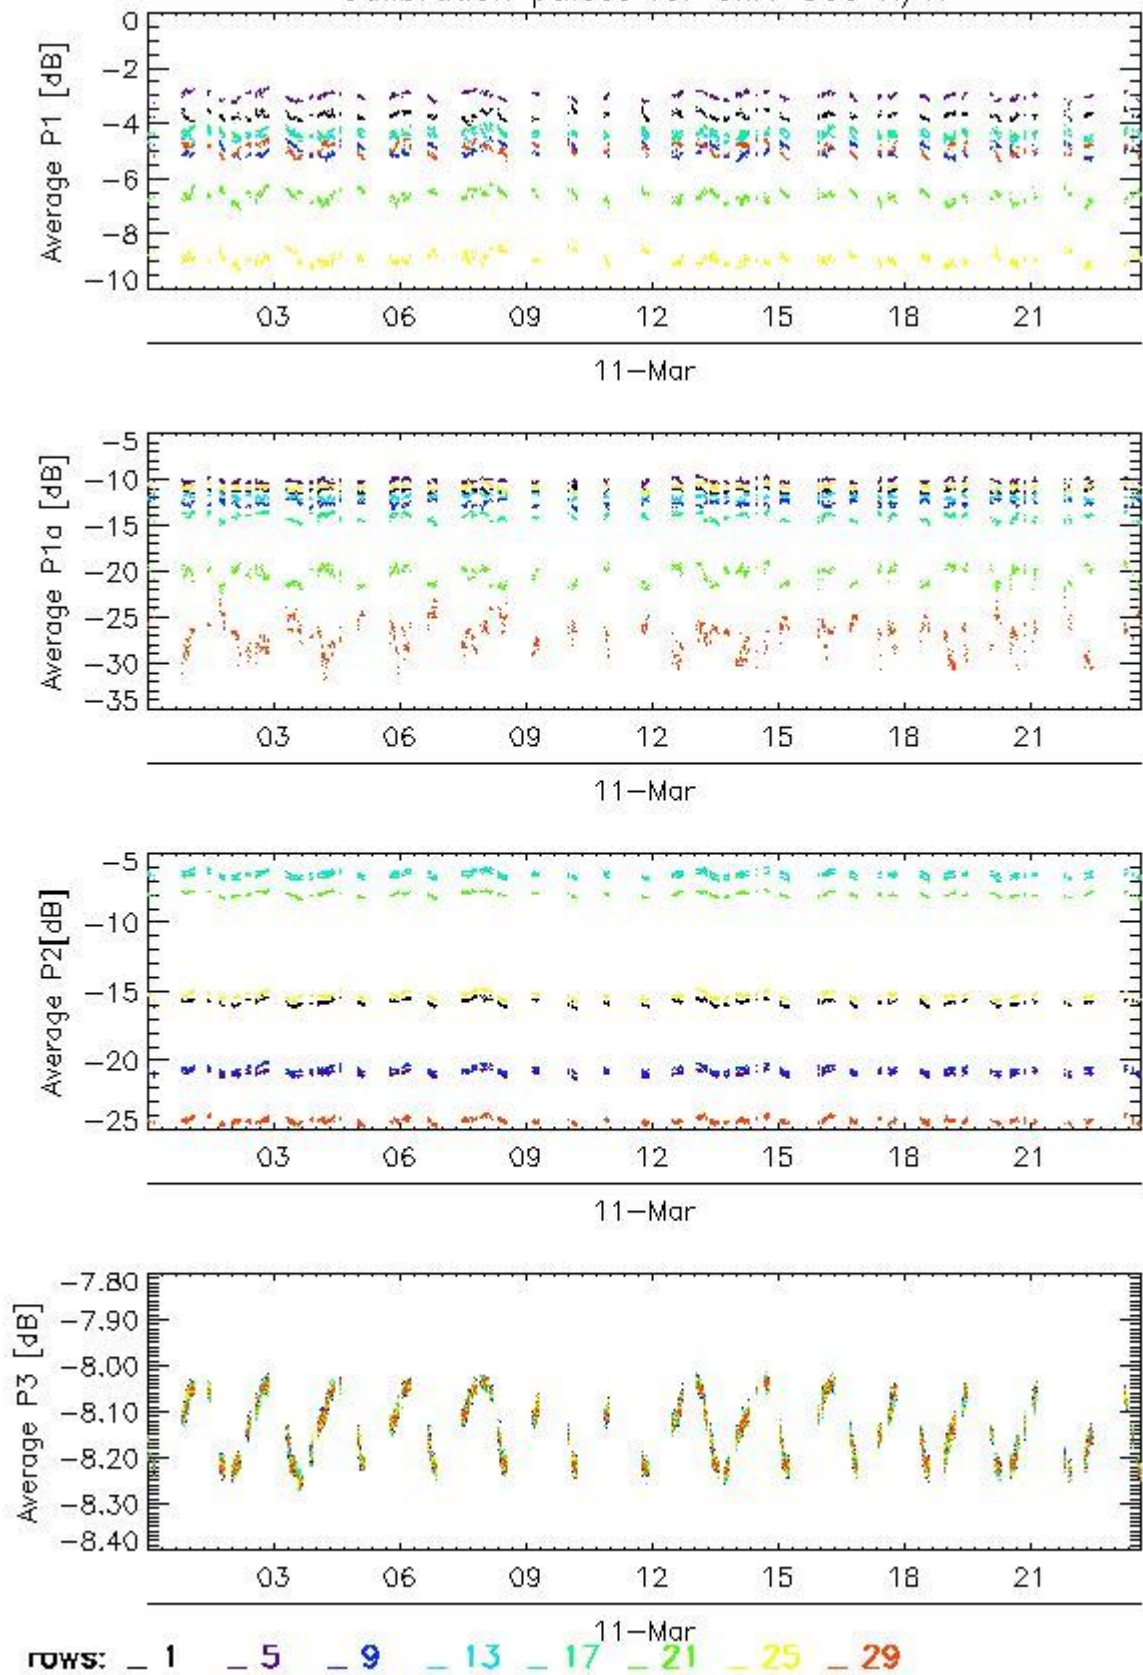 0
-2
-4
-6
-8
-10
Average P1 [dB]
03 06 09 12 15 18 21
11-Mar
-5
-10
-15
-20
-25
-30
-35
Average P1a [dB]
03 06 09 12 15 18 21
11-Mar
-5
-10
-15
-20
-25
Average P2[dB]
03 06 09 12 15 18 21
11-Mar
-7.80
-7.90
-8.00
-8.10
-8.20
-8.30
-8.40
Average P3 [dB]
03 06 09 12 15 18 21
11-Mar
rows: _ 1 _ 5 _ 9 _ 13 _ 17 _ 21 _ 25 _ 29